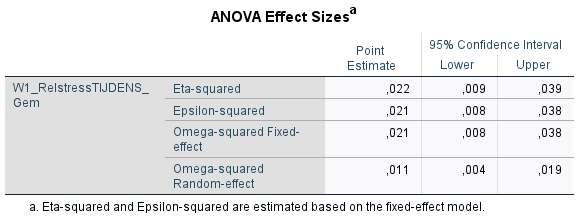 ANOVA Effect Sizesa
Point Estimate
95% Confidence Interval
Lower Upper
W1_RelstressTIJDENS_Gem
Eta-squared ,022 ,009 ,039
Epsilon-squared ,021 ,008 ,038
Omega-squared Fixed-effect ,021 ,008 ,038
Omega-squared Random-effect ,011 ,004 ,019
a. Eta-squared and Epsilon-squared are estimated based on the fixed-effect model.